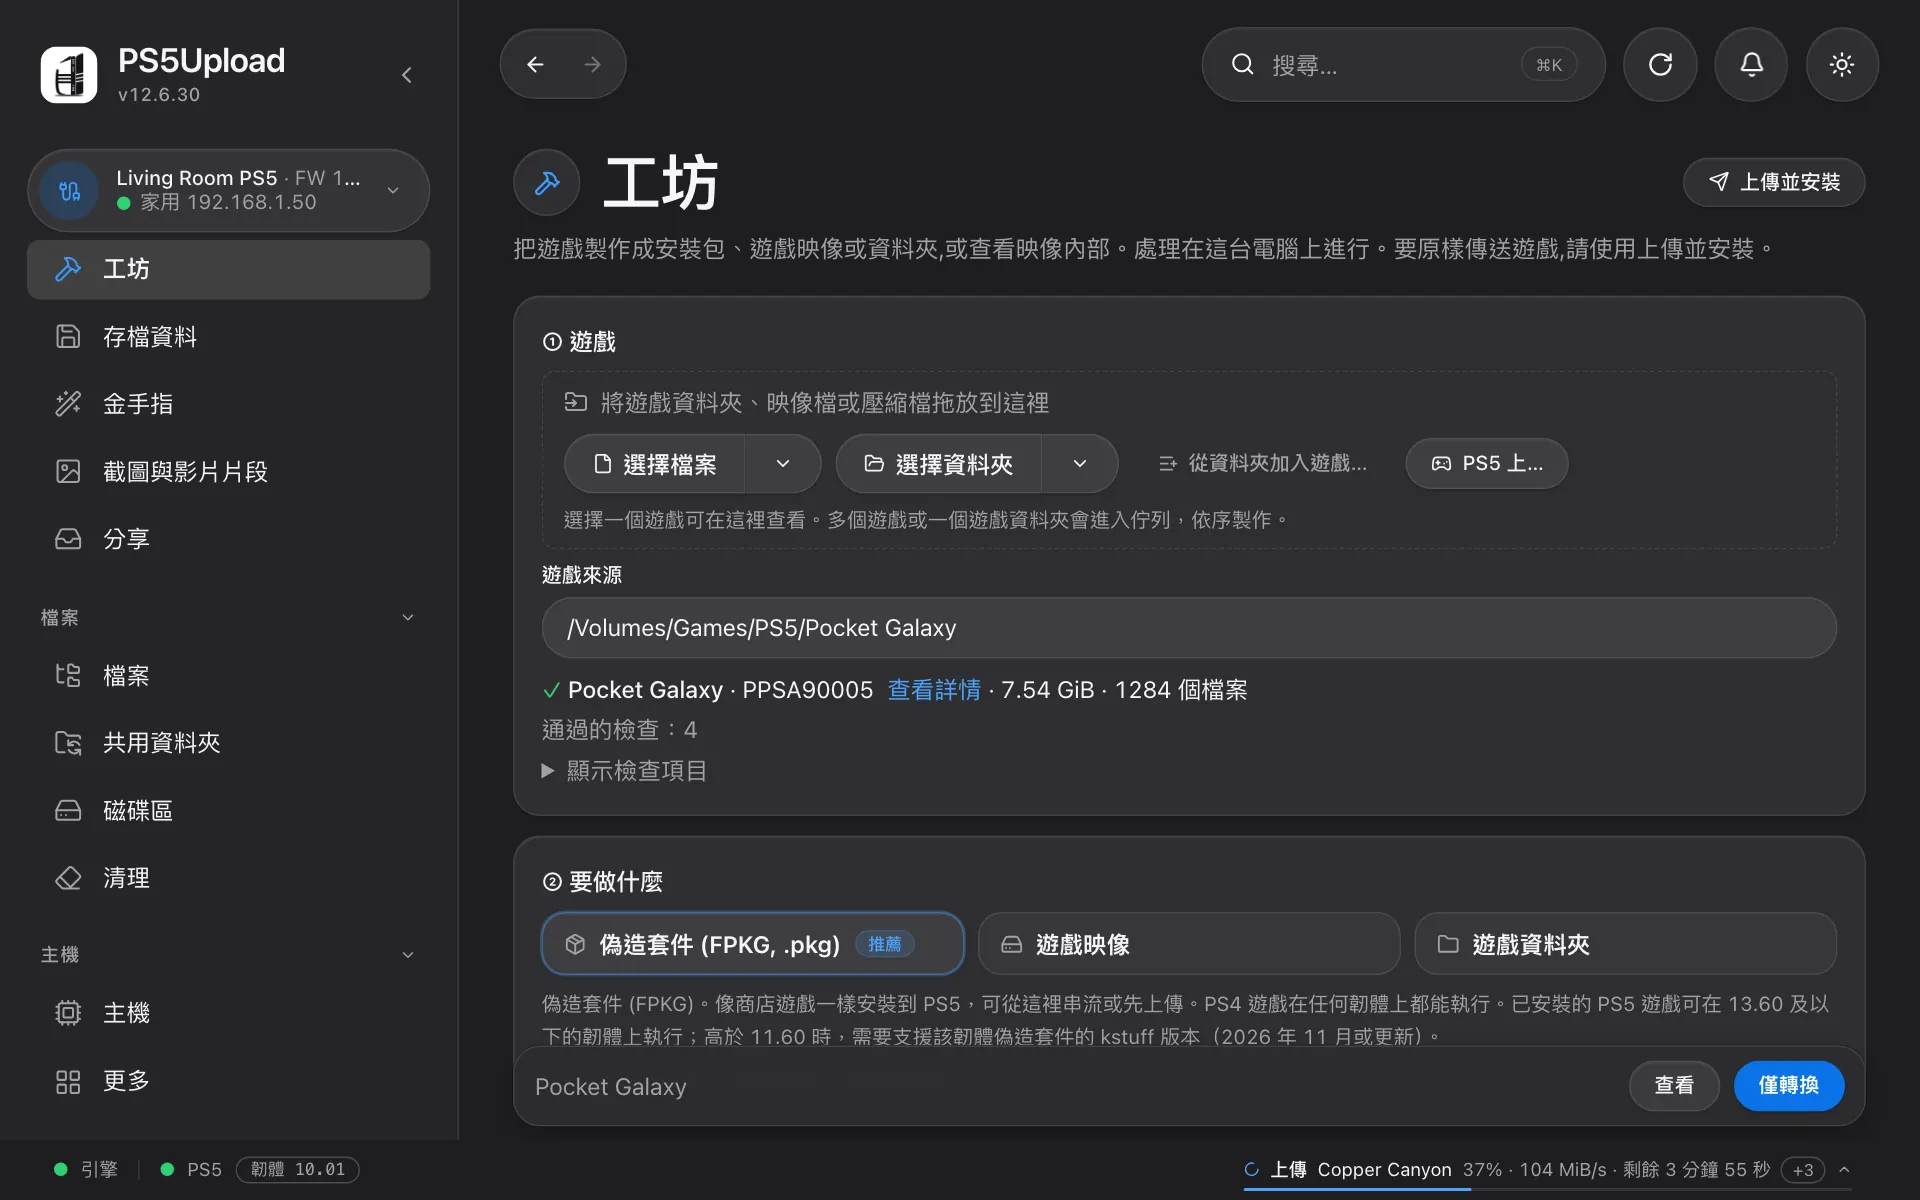 PS5Upload
v12.6.30
Living Room PS5 · FW 1...
家用 192.168.1.50
工坊
存檔資料
金手指
截圖與影片片段
分享
檔案
檔案
共用資料夾
磁碟區
清理
主機
主機
更多
搜尋...
⌘K
工坊
上傳並安裝
把遊戲製作成安裝包、遊戲映像或資料夾,或查看映像內部。處理在這台電腦上進行。要原樣傳送遊戲,請使用上傳並安裝。
① 遊戲
將遊戲資料夾、映像檔或壓縮檔拖放到這裡
選擇檔案
選擇資料夾
從資料夾加入遊戲...
PS5 上...
選擇一個遊戲可在這裡查看。多個遊戲或一個遊戲資料夾會進入佇列，依序製作。
遊戲來源
/Volumes/Games/PS5/Pocket Galaxy
Pocket Galaxy · PPSA90005 查看詳情 · 7.54 GiB · 1284 個檔案
通過的檢查：4
顯示檢查項目
② 要做什麼
偽造套件 (FPKG, .pkg) 推薦
遊戲映像
遊戲資料夾
偽造套件 (FPKG)。像商店遊戲一樣安裝到 PS5，可從這裡串流或先上傳。PS4 遊戲在任何韌體上都能執行。已安裝的 PS5 遊戲可在 13.60 及以
下的韌體上執行；高於 11.60 時，需要支援該韌體偽造套件的 kstuff 版本（2026 年 11 月或更新）。
Pocket Galaxy
查看
僅轉換
引擎
PS5
韌體 10.01
上傳 Copper Canyon 37% · 104 MiB/s · 剩餘 3 分鐘 55 秒
+3